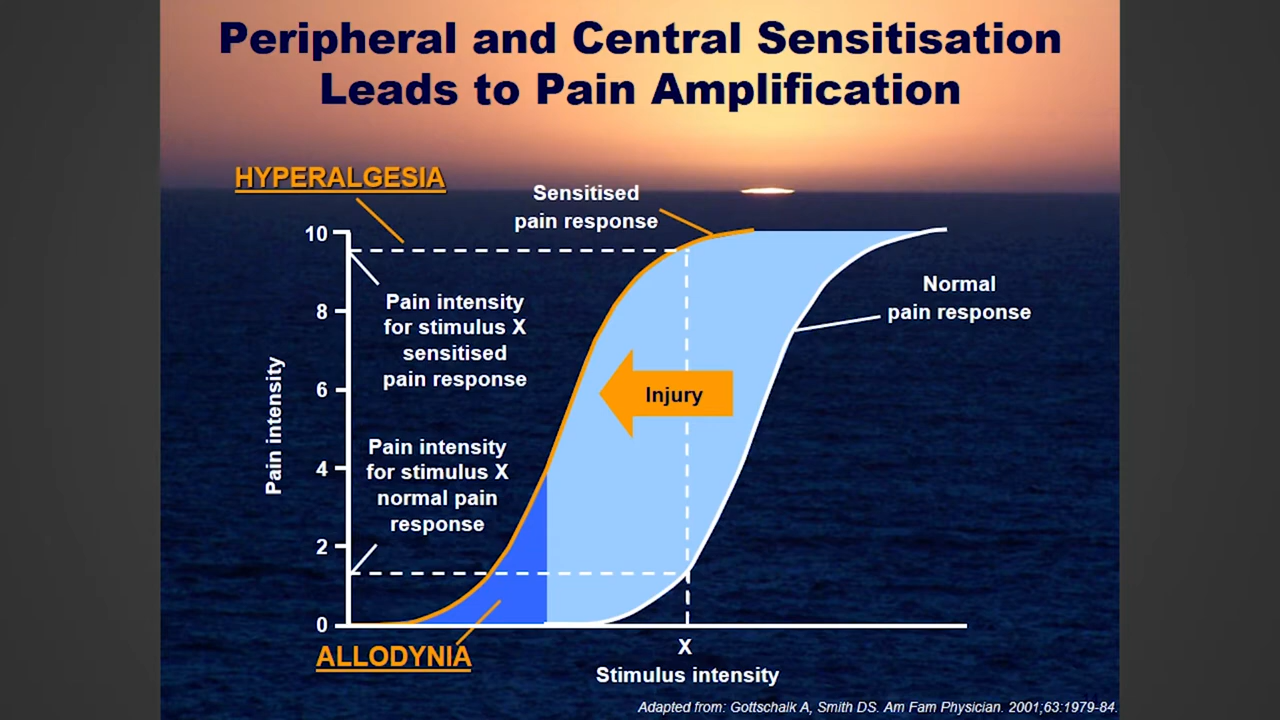 Peripheral and Central Sensitisation
Leads to Pain Amplification
HYPERALGESIA
Sensitised
pain response
10
8
6
4
2
0
Pain intensity
Pain intensity
for stimulus X
sensitised
pain response
Pain intensity
for stimulus X
normal pain
response
Injury
Normal
pain response
ALLODYNIA
X
Stimulus intensity
Adapted from: Gottschalk A, Smith DS. Am Fam Physician. 2001;63:1979-84.